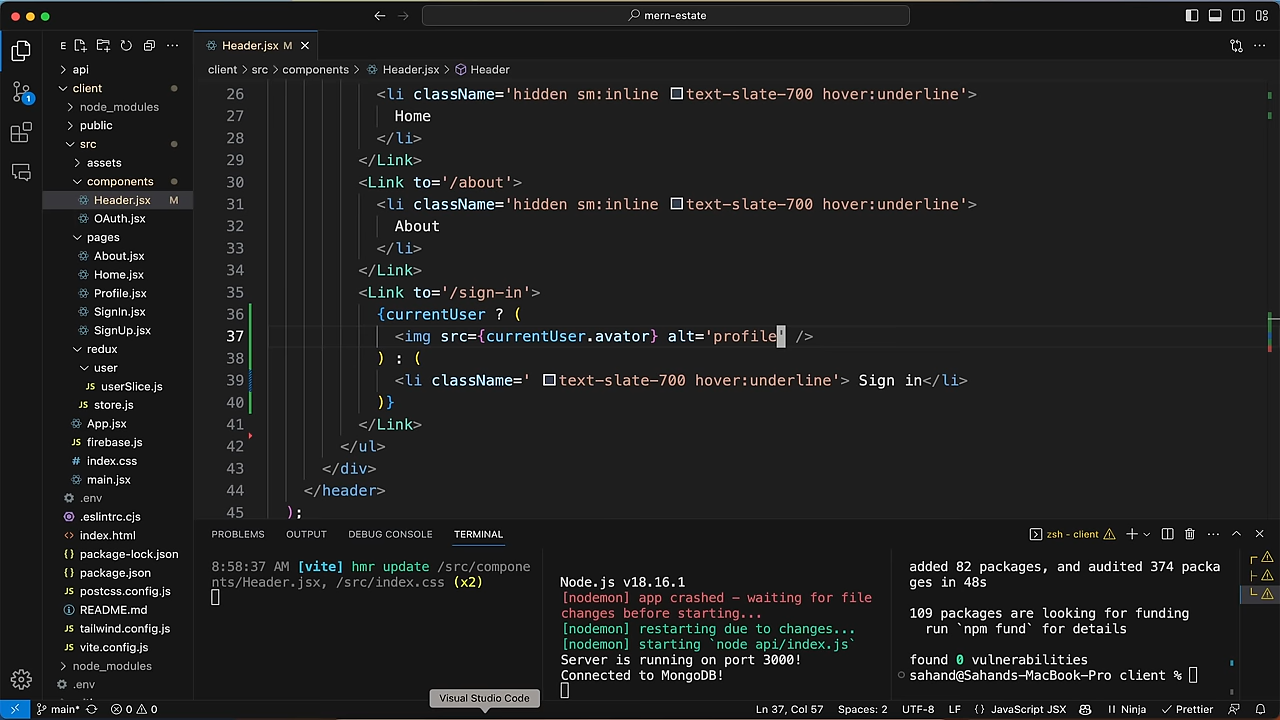 mern-estate
E
Header.jsx M
api
client
client > src > components > Header.jsx > Header
node_modules
public
src
assets
components
Header.jsx M
OAuth.jsx
pages
About.jsx
Home.jsx
Profile.jsx
SignIn.jsx
SignUp.jsx
redux
user
JS userSlice.js
JS store.js
App.jsx
JS firebase.js
# index.css
main.jsx
.env
.eslintrc.cjs
<> index.html
{} package-lock.json
{} package.json
JS postcss.config.js
README.md
JS tailwind.config.js
JS vite.config.js
node_modules
.env
1
26 <li className='hidden sm:inline text-slate-700 hover:underline'>
27 Home
28 </li>
29 </Link>
30 <Link to='/about'>
31 <li className='hidden sm:inline text-slate-700 hover:underline'>
32 About
33 </li>
34 </Link>
35 <Link to='/sign-in'>
36 {currentUser ? (
37 <img src={currentUser.avator} alt='profile' />
38 ) : (
39 <li className=' text-slate-700 hover:underline'> Sign in</li>
40 )}
41 </Link>
42 </ul>
43 </div>
44 </header>
45 );
PROBLEMS OUTPUT DEBUG CONSOLE TERMINAL
zsh - client
8:58:37 AM [vite] hmr update /src/compone
nts/Header.jsx, /src/index.css (x2)
Node.js v18.16.1
[nodemon] app crashed - waiting for file
changes before starting...
[nodemon] restarting due to changes...
[nodemon] starting `node api/index.js`
Server is running on port 3000!
Connected to MongoDB!
added 82 packages, and audited 374 packa
ges in 48s
109 packages are looking for funding
run `npm fund` for details
found 0 vulnerabilities
sahand@Sahands-MacBook-Pro client %
Visual Studio Code
main* 0 0
Ln 37, Col 57 Spaces: 2 UTF-8 LF {} JavaScript JSX Ninja Prettier